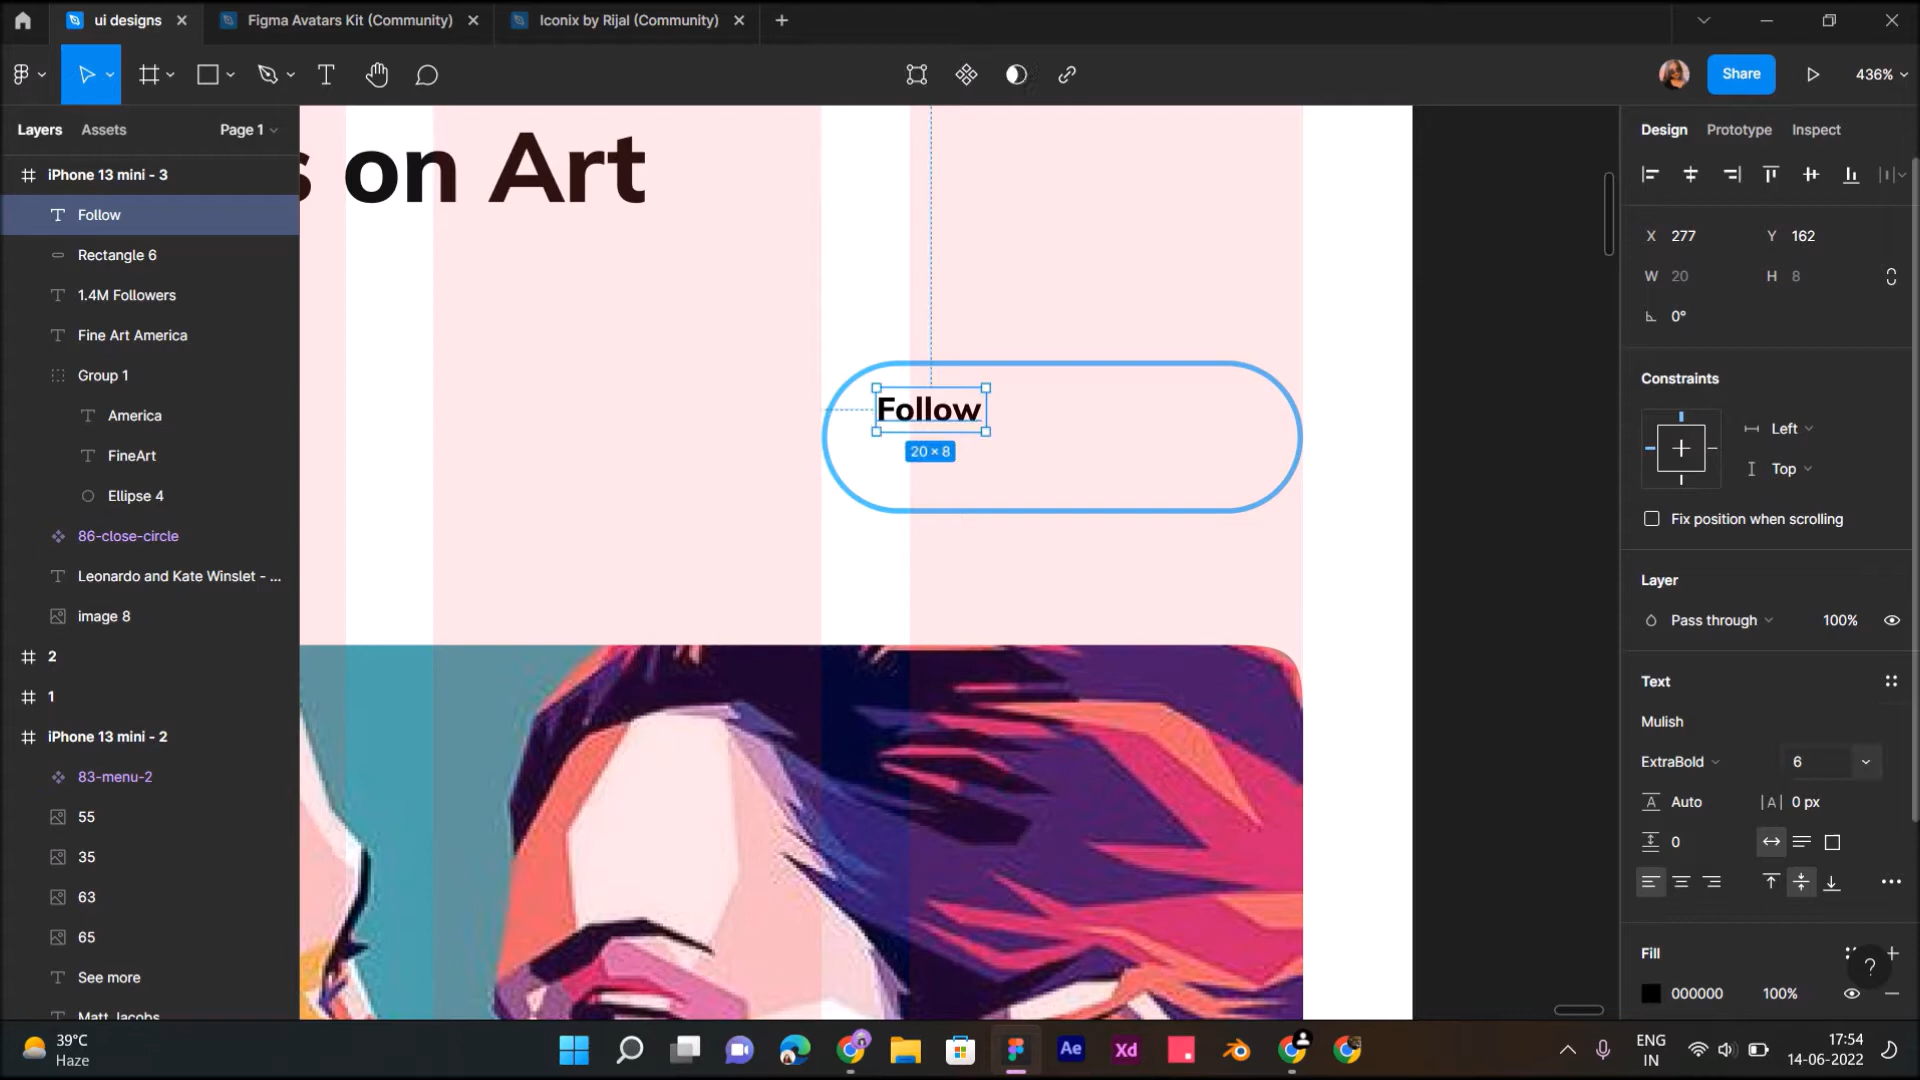 ui designs
Figma Avatars Kit (Community)
Iconix by Rijal (Community)
Share
436%
Layers
Assets
Page 1
iPhone 13 mini - 3
Follow
Rectangle 6
1.4M Followers
Fine Art America
Group 1
America
FineArt
Ellipse 4
86-close-circle
Leonardo and Kate Winslet - ...
image 8
2
1
iPhone 13 mini - 2
83-menu-2
55
35
63
65
See more
Matt Jacobs
s on Art
Follow
20 × 8
Design
Prototype
Inspect
X 277
Y 162
W 20
H 8
0°
Constraints
Left
Top
Fix position when scrolling
Layer
Pass through
100%
Text
Mulish
ExtraBold
6
Auto
|A| 0 px
0
Fill
?
000000
100%
39°C
Haze
Ae
Xd
ENG
IN
17:54
14-06-2022